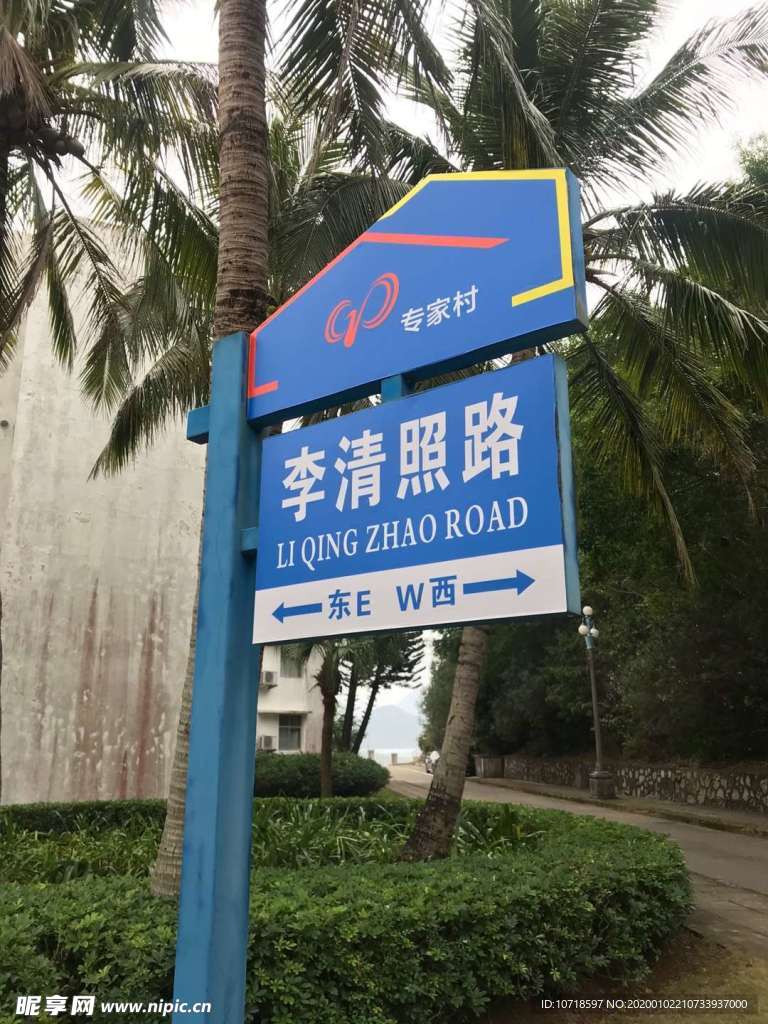 专家村
李清照路
LI QING ZHAO ROAD
东E W西
昵享网 www.nipic.cn
ID:10718597 NO:20200102210733937000